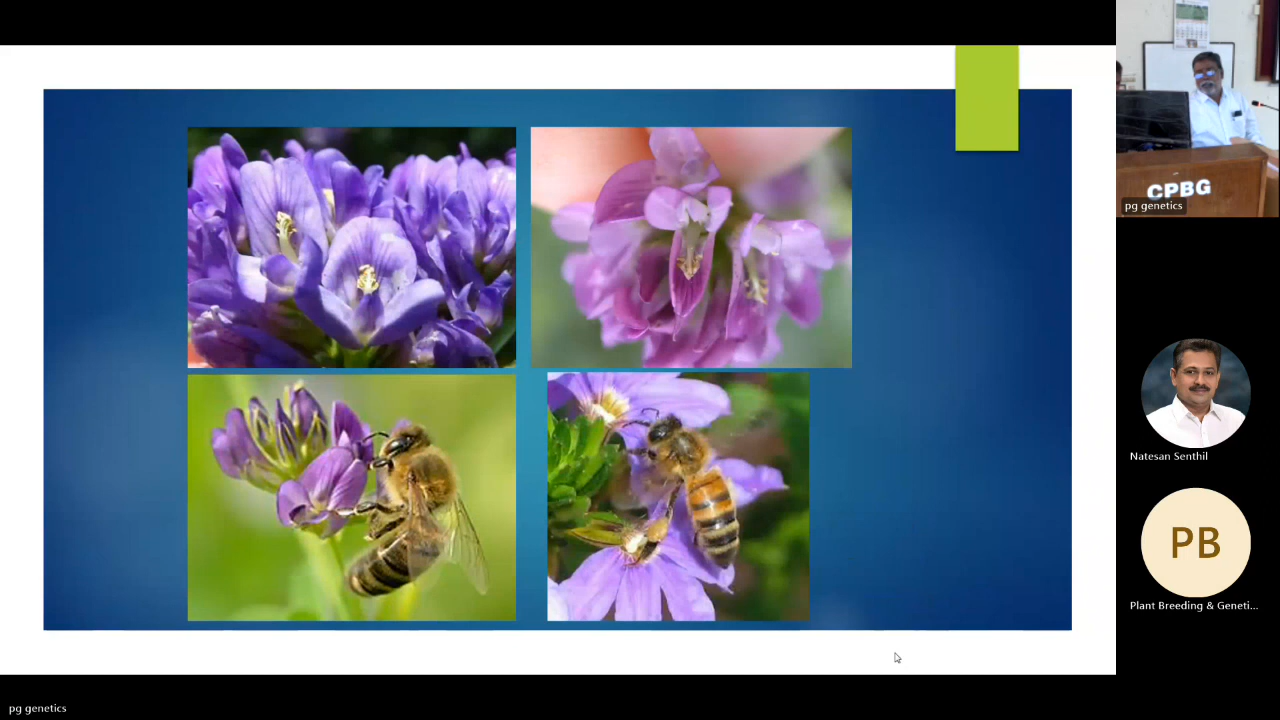 CPBG
pg genetics
Natesan Senthil
PB
Plant Breeding & Geneti...
pg genetics